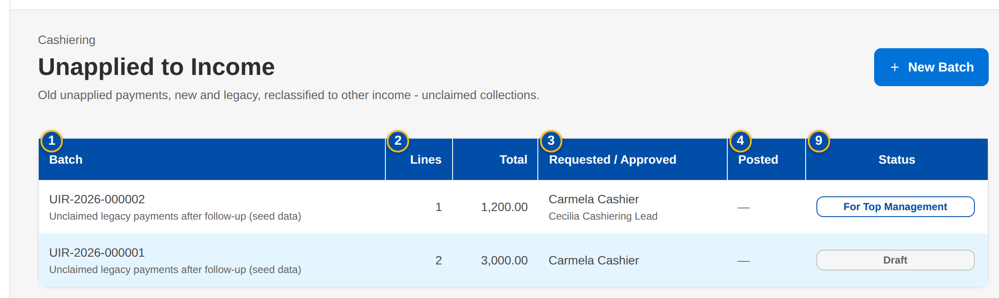 Cashiering
Unapplied to Income
+ New Batch
Old unapplied payments, new and legacy, reclassified to other income - unclaimed collections.
1 2 3 4 9
Batch Lines Total Requested / Approved Posted Status
UIR-2026-000002 1 1,200.00 Carmela Cashier — For Top Management
Unclaimed legacy payments after follow-up (seed data) Cecilia Cashiering Lead
UIR-2026-000001 2 3,000.00 Carmela Cashier — Draft
Unclaimed legacy payments after follow-up (seed data)